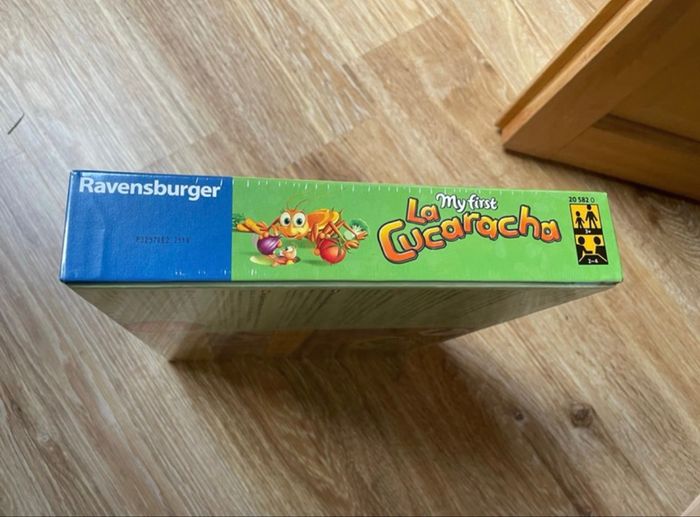 Ravensburger
My first
La
Cucaracha
20 582 0
2-4